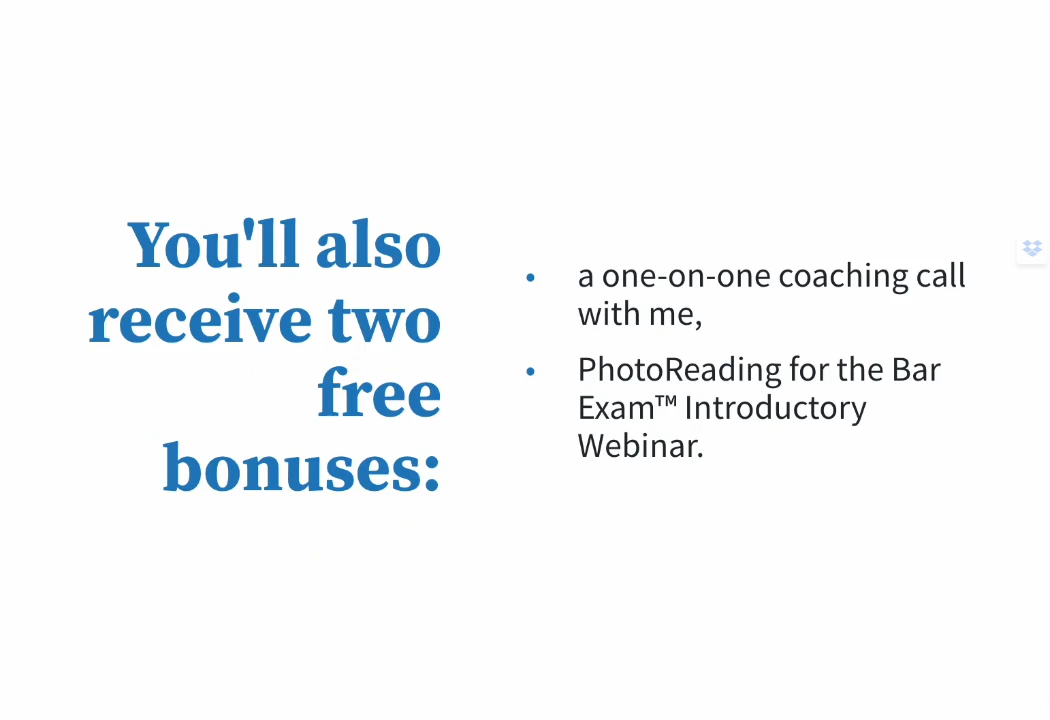 You'll also
receive two
free
bonuses:
• a one-on-one coaching call
with me,
• PhotoReading for the Bar
Exam™ Introductory
Webinar.